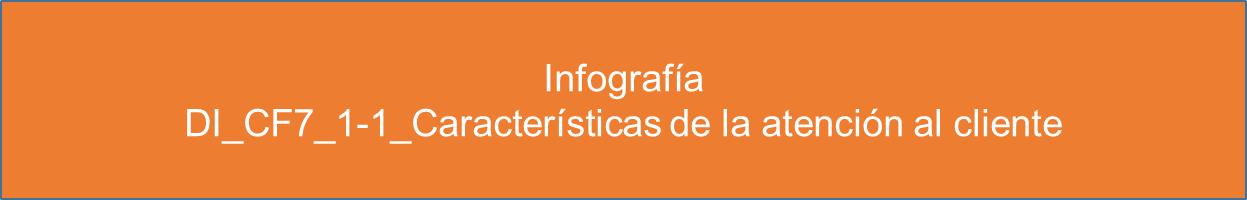 Infografía
DI_CF7_1-1_Características de la atención al cliente